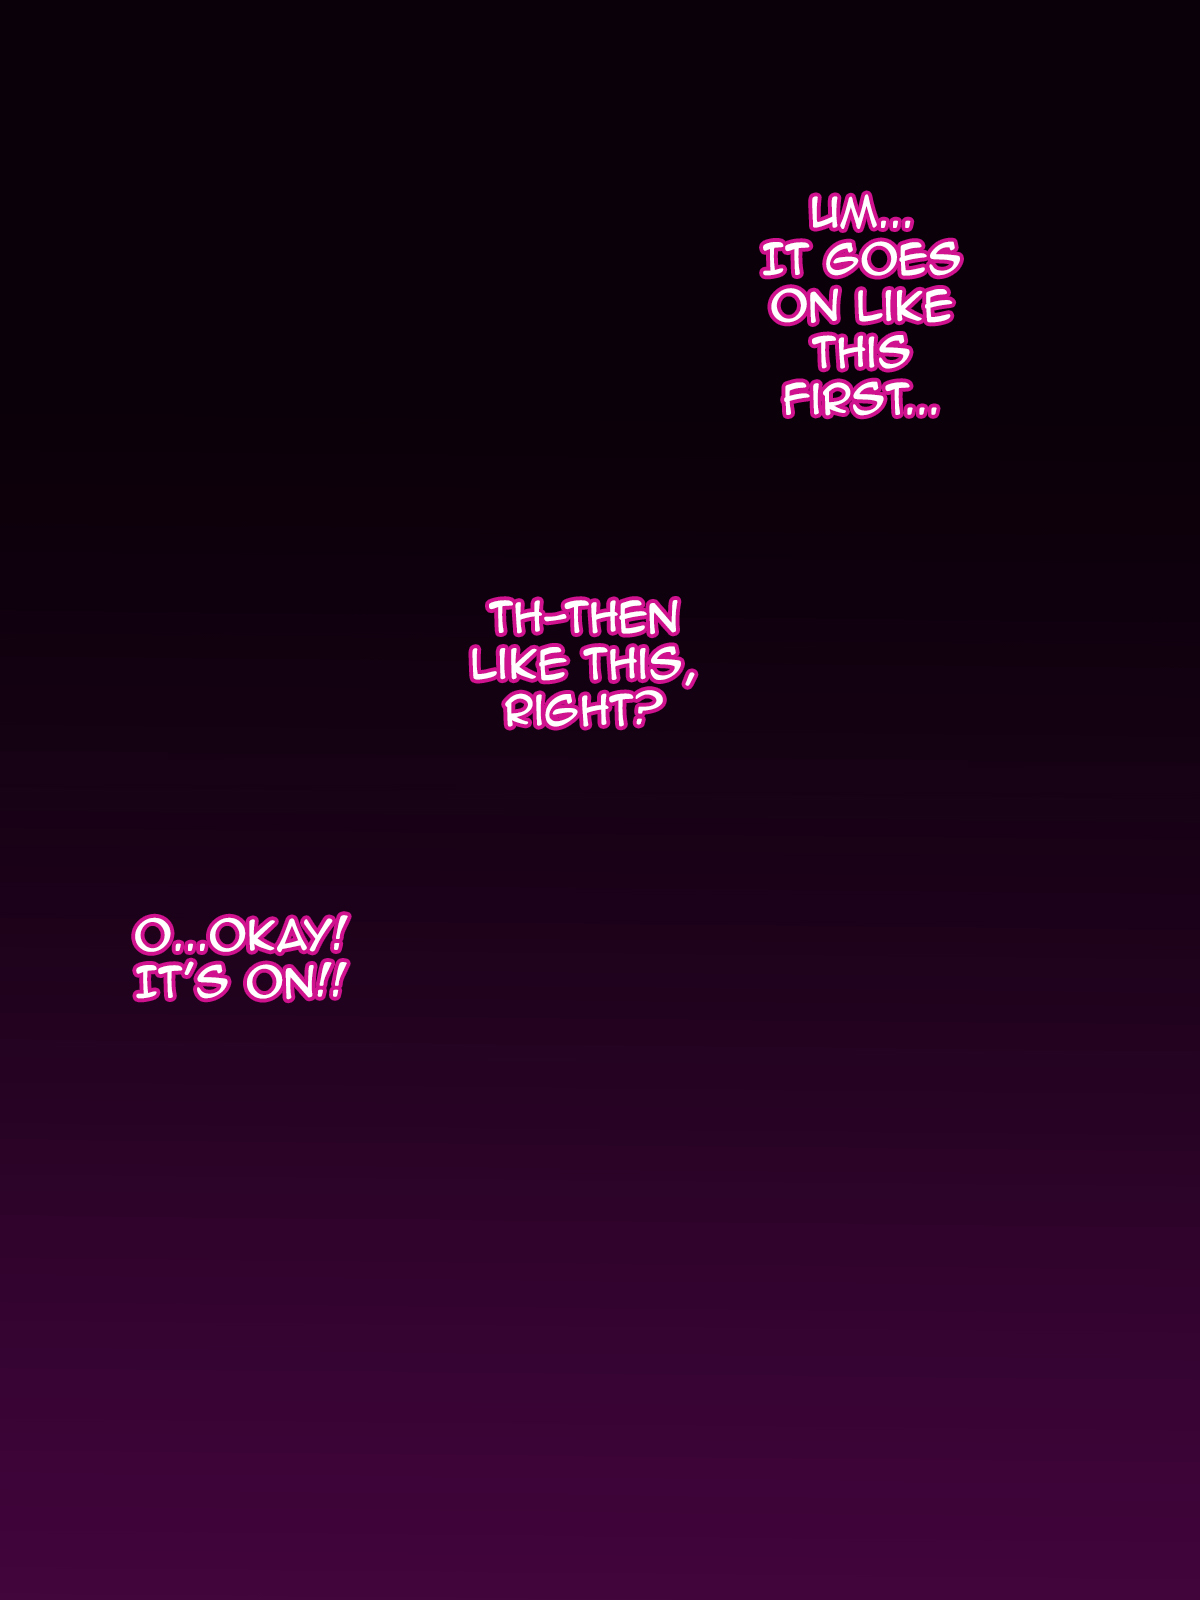 UM...
IT GOES
ON LIKE
THIS
FIRST...
TH-THEN
LIKE THIS,
RIGHT?
O...OKAY!
IT'S ON!!